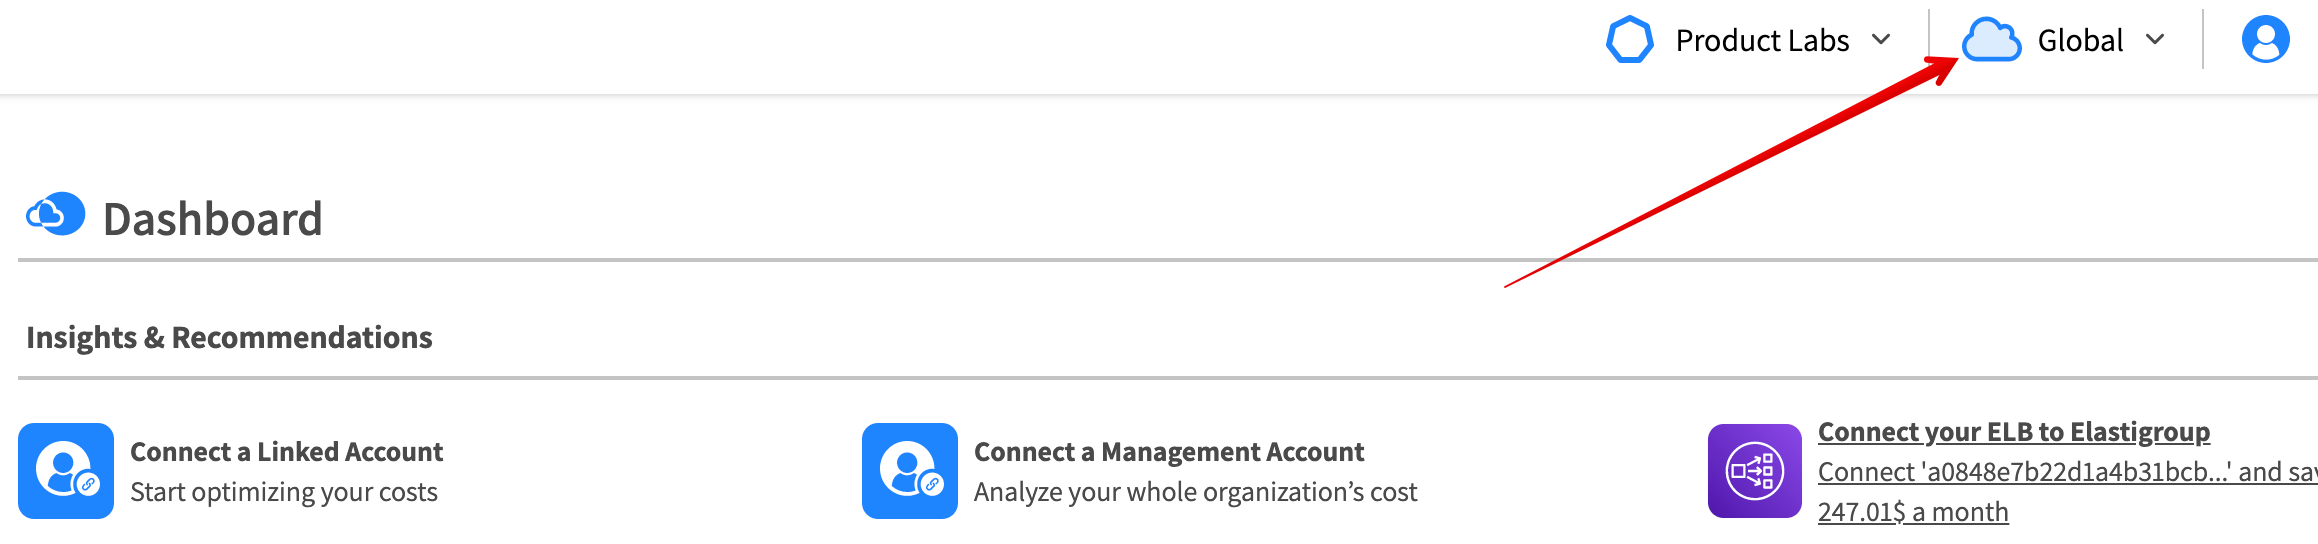 Product Labs
Global
Dashboard
Insights & Recommendations
Connect a Linked Account
Start optimizing your costs
Connect a Management Account
Analyze your whole organization’s cost
Connect your ELB to Elastigroup
Connect 'a0848e7b22d1a4b31bcb...' and sav
247.01$ a month